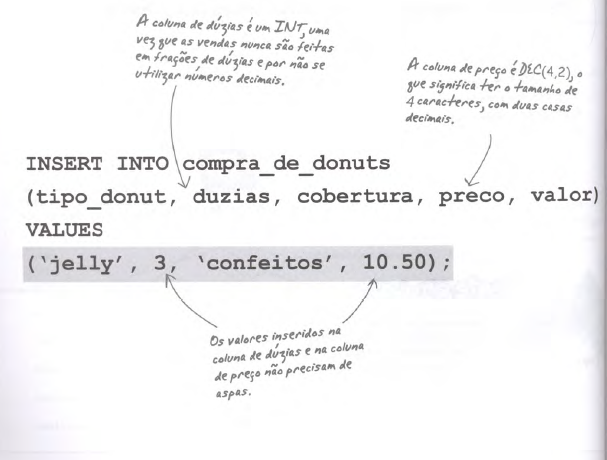 A coluna de dúzias é um INT, uma
vez que as vendas nunca são feitas
em frações de dúzias e por não se
utilizar números decimais.
A coluna de preço é DEC(4,2), o
que significa ter o tamanho de
4 caracteres, com duas casas
decimais.
INSERT INTO compra_de_donuts
(tipo_donut, duzias, cobertura, preco, valor)
VALUES
(‘jelly’, 3, ‘confeitos’, 10.50);
Os valores inseridos na
coluna de dúzias e na coluna
de preço não precisam de
aspas.